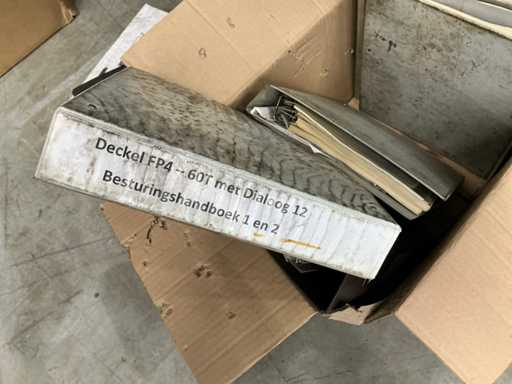 Deckel FP4 – 60T met Dialoog 12
Besturingshandboek 1 en 2